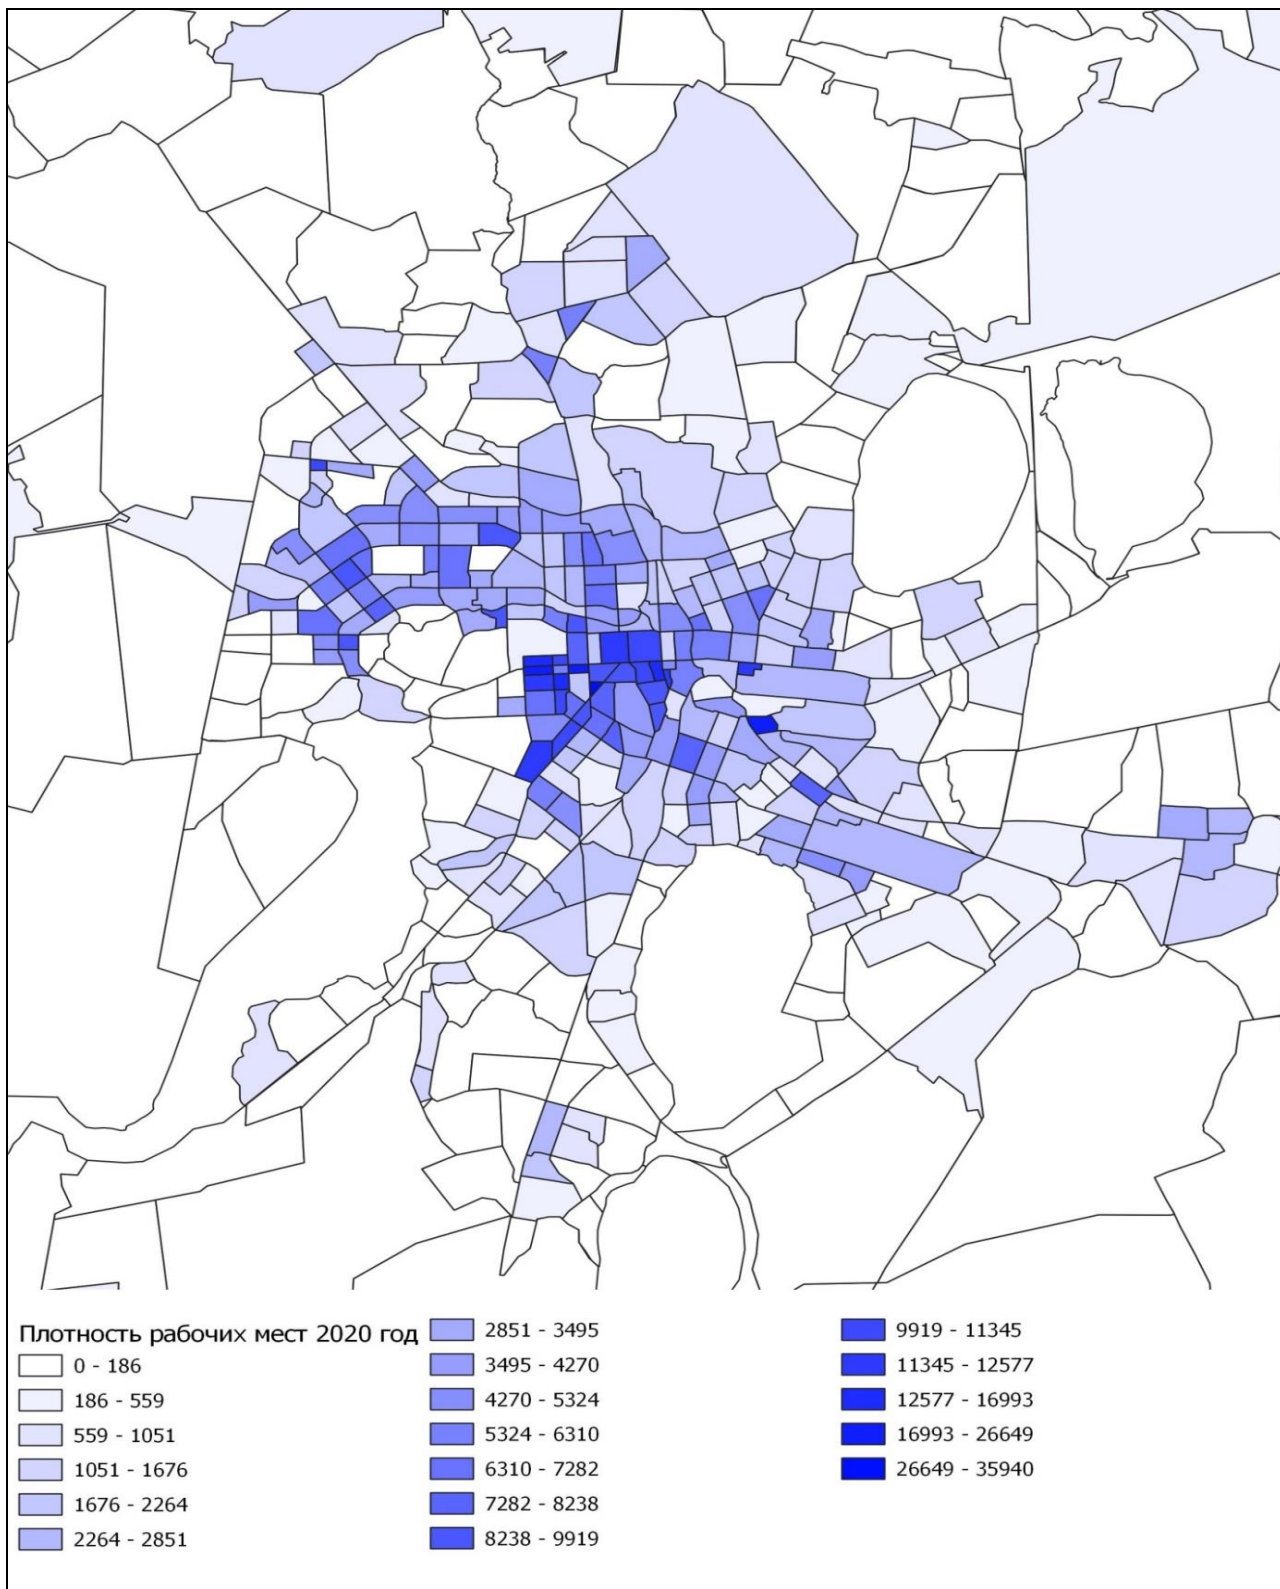 Плотность рабочих мест 2020 год
0 - 186
186 - 559
559 - 1051
1051 - 1676
1676 - 2264
2264 - 2851
2851 - 3495
3495 - 4270
4270 - 5324
5324 - 6310
6310 - 7282
7282 - 8238
8238 - 9919
9919 - 11345
11345 - 12577
12577 - 16993
16993 - 26649
26649 - 35940